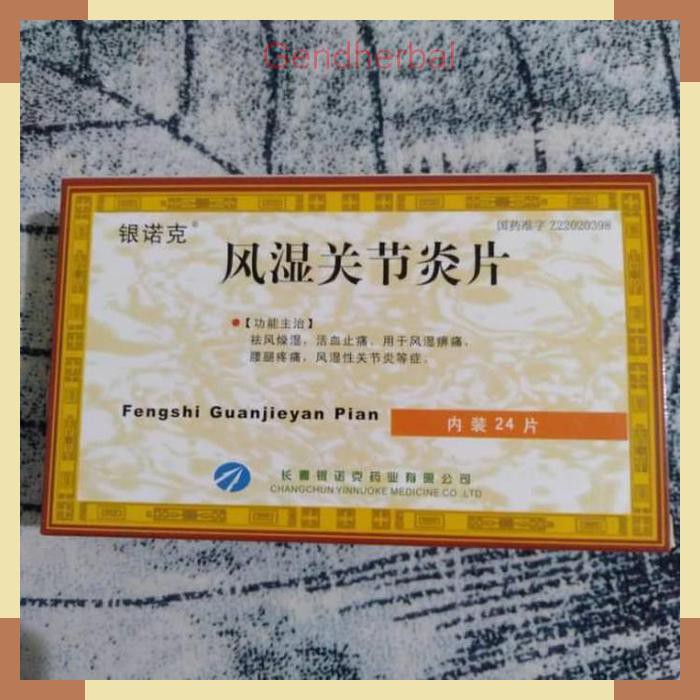 Gendherbal
国药准字 Z22020398
银诺克®
风湿关节炎片
●【功能主治】
祛风燥湿，活血止痛。用于风湿痹痛，
腰腿疼痛，风湿性关节炎等症。
Fengshi Guanjieyan Pian
内装24片
长春银诺克药业有限公司
CHANGCHUN YINNUOKE MEDICINE CO .,LTD